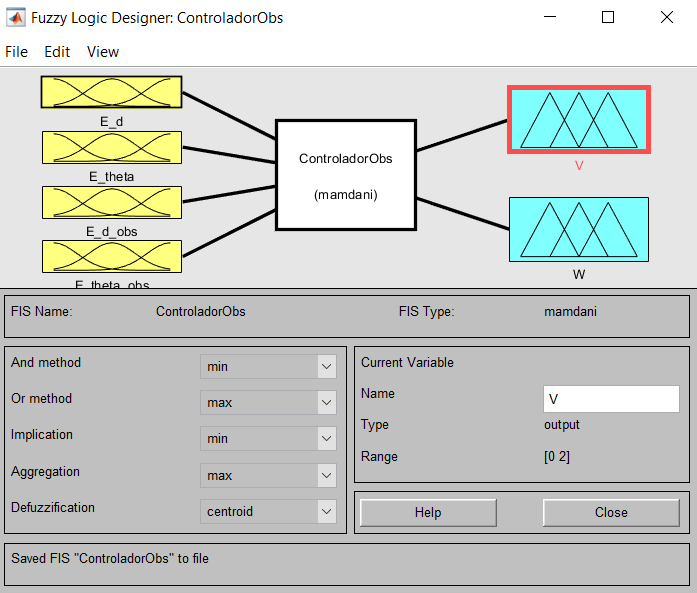 Fuzzy Logic Designer: ControladorObs
File Edit View
E_d
E_theta
E_d_obs
E_theta_obs
ControladorObs
(mamdani)
V
W
FIS Name: ControladorObs FIS Type: mamdani
And method min
Or method max
Implication min
Aggregation max
Defuzzification centroid
Current Variable
Name V
Type output
Range [0 2]
Help Close
Saved FIS "ControladorObs" to file